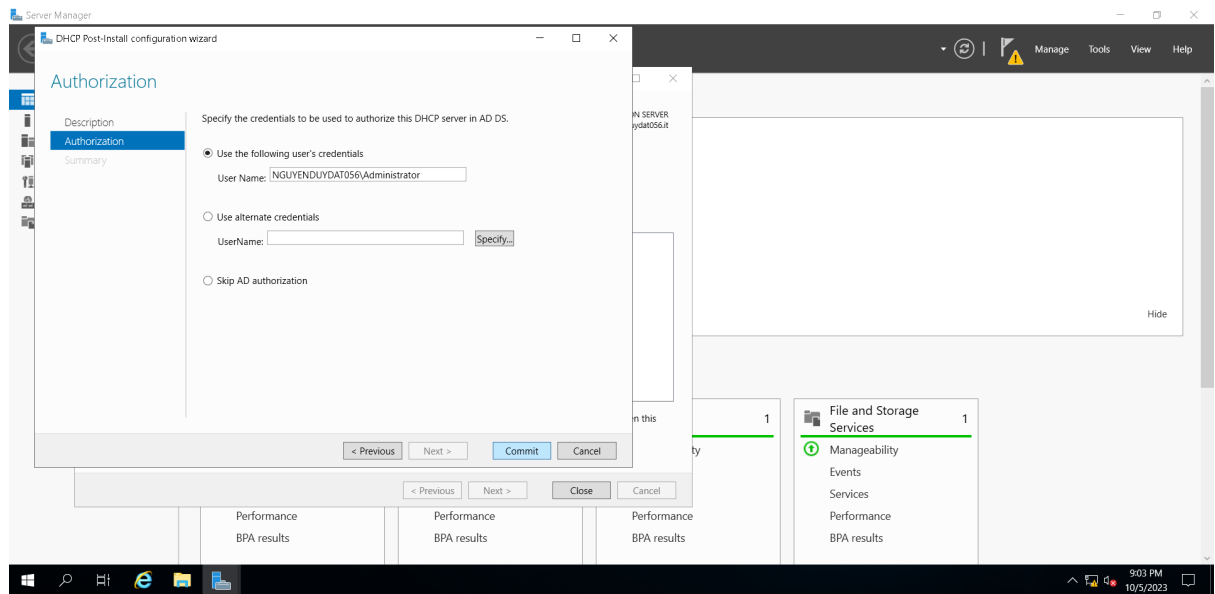 Server Manager
DHCP Post-Install configuration wizard
Manage Tools View Help
Authorization
ON SERVER
Description
Authorization
Summary
Specify the credentials to be used to authorize this DHCP server in AD DS.
Use the following user's credentials
User Name: NGUYENDUYDAT056\Administrator
Use alternate credentials
UserName:
Specify...
Skip AD authorization
Hide
< Previous Next > Commit Cancel
this
1
File and Storage
Services
1
Manageability
Events
Services
< Previous Next > Close Cancel
Performance Performance Performance Performance
BPA results BPA results BPA results BPA results
9:03 PM
10/5/2023